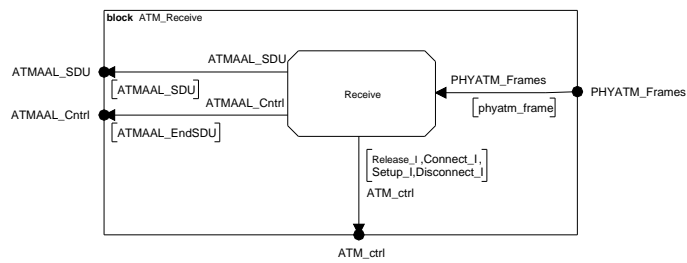 block ATM_Receive
ATMAAL_SDU
ATMAAL_SDU
[ATMAAL_SDU]
ATMAAL_Cntrl
ATMAAL_Cntrl
[ATMAAL_EndSDU]
Receive
PHYATM_Frames
PHYATM_Frames
[phyatm_frame]
Release_I ,Connect_I,
Setup_I,Disconnect_I
ATM_ctrl
ATM_ctrl